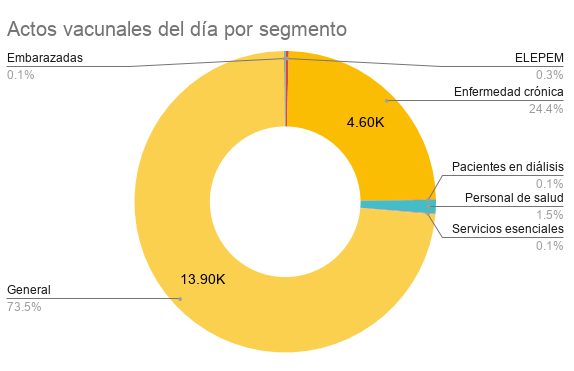 Actos vacunales del día por segmento
Embarazadas
0.1%
ELEPEM
0.3%
Enfermedad crónica
24.4%
4.60K
Pacientes en diálisis
0.1%
Personal de salud
1.5%
Servicios esenciales
0.1%
13.90K
General
73.5%